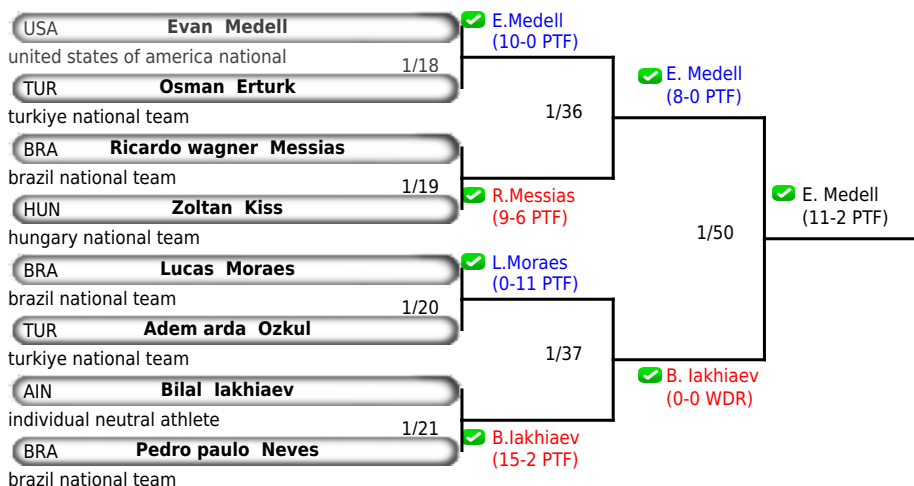 USA Evan Medell
united states of america national
1/18
TUR Osman Erturk
turkiye national team
E.Medell
(10-0 PTF)
BRA Ricardo wagner Messias
brazil national team
1/19
HUN Zoltan Kiss
hungary national team
R.Messias
(9-6 PTF)
1/36
E. Medell
(8-0 PTF)
BRA Lucas Moraes
brazil national team
1/20
TUR Adem arda Ozkul
turkiye national team
L.Moraes
(0-11 PTF)
AIN Bilal Iakhiaev
individual neutral athlete
1/21
BRA Pedro paulo Neves
brazil national team
B.Iakhiaev
(15-2 PTF)
1/37
B. Iakhiaev
(0-0 WDR)
1/50
E. Medell
(11-2 PTF)